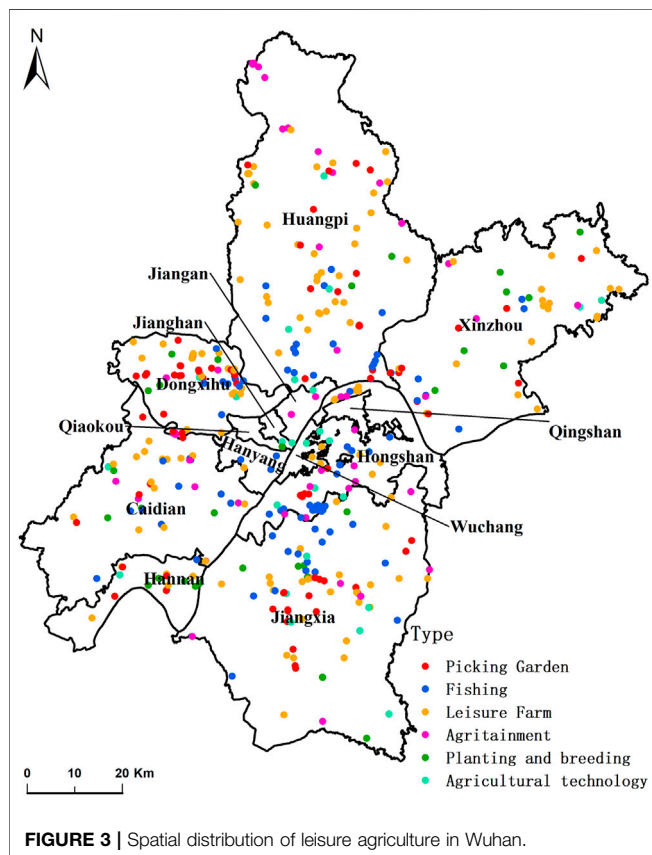 N
Huangpi
Jiangan
Jianghan
Xinzhou
Dongxihu
Qiaokou
Qingshan
Hanyang
Hongshan
Wuchang
Caidian
Hannan
Jiangxia
Type
Picking Garden
Fishing
Leisure Farm
Agritainment
Planting and breeding
Agricultural technology
0 10 20 Km
FIGURE 3 | Spatial distribution of leisure agriculture in Wuhan.